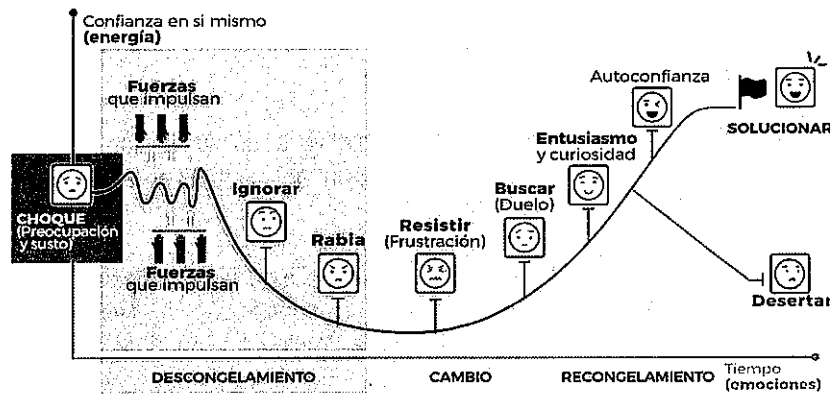 Confianza en si mismo
(energía)
Fuerzas
que impulsan
CHOQUE
(Preocupación
y susto)
Fuerzas
que impulsan
Ignorar
Rabia
Resistir
(Frustración)
Buscar
(Duelo)
Entusiasmo
y curiosidad
Autoconfianza
SOLUCIONAR
Desertar
DESCONGELAMIENTO
CAMBIO
RECONGELAMIENTO
Tiempo
(emociones)